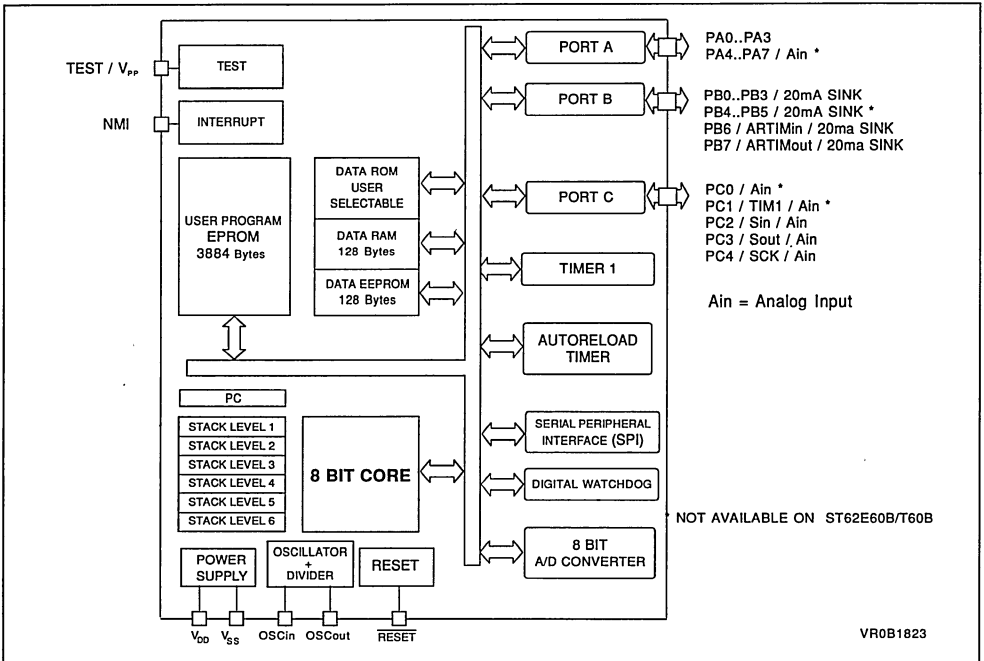 TEST / VPP
TEST
NMI
INTERRUPT
USER PROGRAM
EPROM
3884 Bytes
DATA ROM
USER
SELECTABLE
DATA RAM
128 Bytes
DATA EEPROM
128 Bytes
PC
STACK LEVEL 1
STACK LEVEL 2
STACK LEVEL 3
STACK LEVEL 4
STACK LEVEL 5
STACK LEVEL 6
8 BIT CORE
POWER
SUPPLY
OSCILLATOR
+
DIVIDER
RESET
VDD
VSS
OSCin
OSCout
RESET
PORT A
PORT B
PORT C
TIMER 1
AUTORELOAD
TIMER
SERIAL PERIPHERAL
INTERFACE (SPI)
DIGITAL WATCHDOG
8 BIT
A/D CONVERTER
PA0..PA3
PA4..PA7 / Ain *
PB0..PB3 / 20mA SINK
PB4..PB5 / 20mA SINK *
PB6 / ARTIMin / 20ma SINK
PB7 / ARTIMout / 20ma SINK
PC0 / Ain *
PC1 / TIM1 / Ain *
PC2 / Sin / Ain
PC3 / Sout / Ain
PC4 / SCK / Ain
Ain = Analog Input
* NOT AVAILABLE ON ST62E60B/T60B
VR0B1823